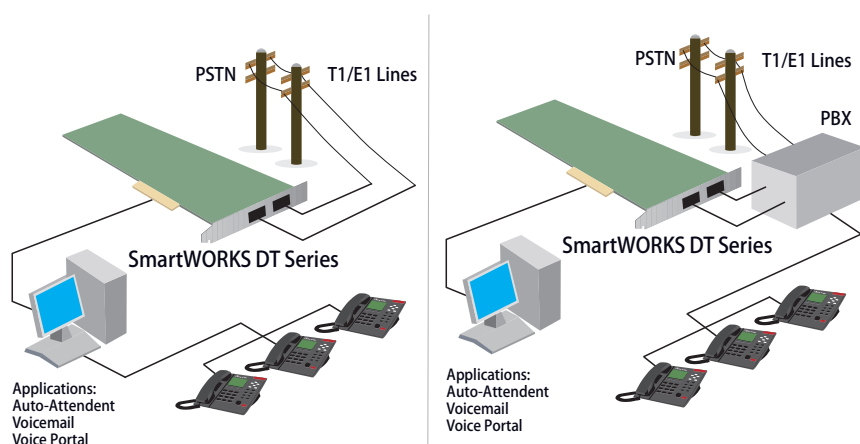 PSTN
T1/E1 Lines
SmartWORKS DT Series
Applications:
Auto-Attendent
Voicemail
Voice Portal
PSTN
T1/E1 Lines
PBX
SmartWORKS DT Series
Applications:
Auto-Attendent
Voicemail
Voice Portal